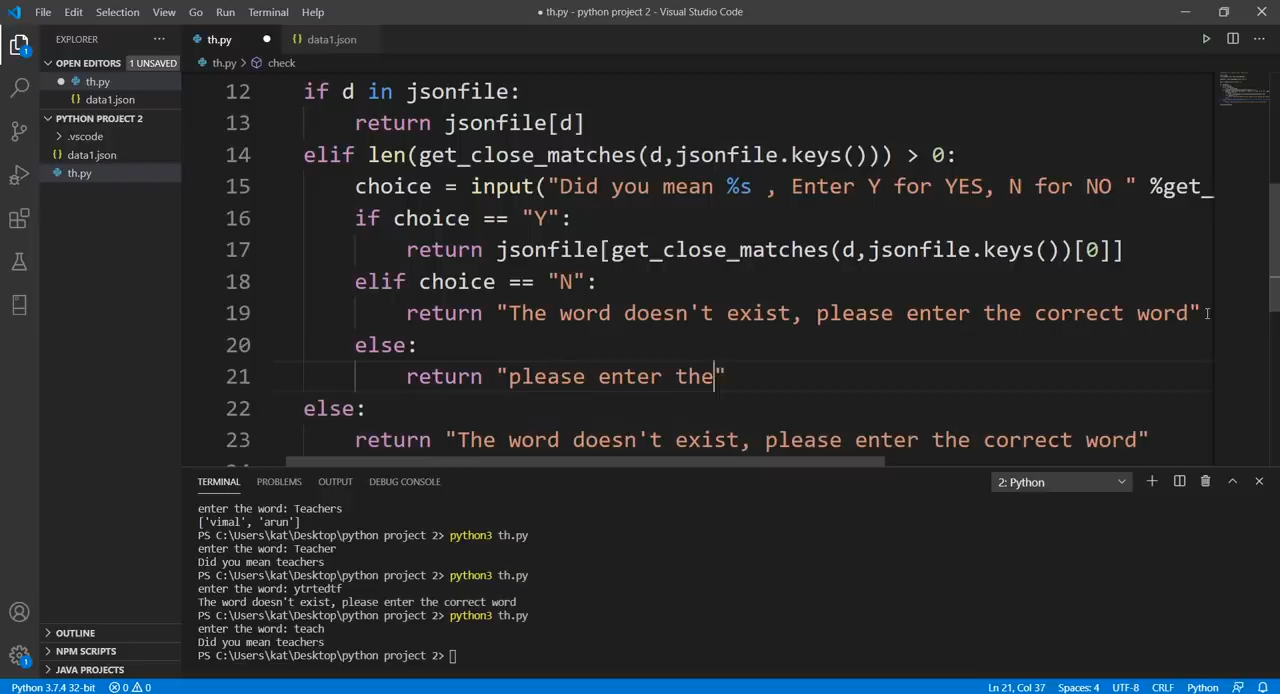 File Edit Selection View Go Run Terminal Help
● th.py - python project 2 - Visual Studio Code
EXPLORER
th.py
data1.json
OPEN EDITORS 1 UNSAVED
th.py > check
th.py
data1.json
PYTHON PROJECT 2
.vscode
data1.json
th.py
12 if d in jsonfile:
13 return jsonfile[d]
14 elif len(get_close_matches(d,jsonfile.keys())) > 0:
15 choice = input("Did you mean %s , Enter Y for YES, N for NO " %get_
16 if choice == "Y":
17 return jsonfile[get_close_matches(d,jsonfile.keys())[0]]
18 elif choice == "N":
19 return "The word doesn't exist, please enter the correct word"
20 else:
21 return "please enter the"
22 else:
23 return "The word doesn't exist, please enter the correct word"
TERMINAL PROBLEMS OUTPUT DEBUG CONSOLE
2: Python
enter the word: Teachers
['vimal', 'arun']
PS C:\Users\kat\Desktop\python project 2> python3 th.py
enter the word: Teacher
Did you mean teachers
PS C:\Users\kat\Desktop\python project 2> python3 th.py
enter the word: ytrtedtf
The word doesn't exist, please enter the correct word
PS C:\Users\kat\Desktop\python project 2> python3 th.py
enter the word: teach
Did you mean teachers
PS C:\Users\kat\Desktop\python project 2>
OUTLINE
NPM SCRIPTS
JAVA PROJECTS
1
1
Python 3.7.4 32-bit 0 0
Ln 21, Col 37 Spaces: 4 UTF-8 CRLF Python